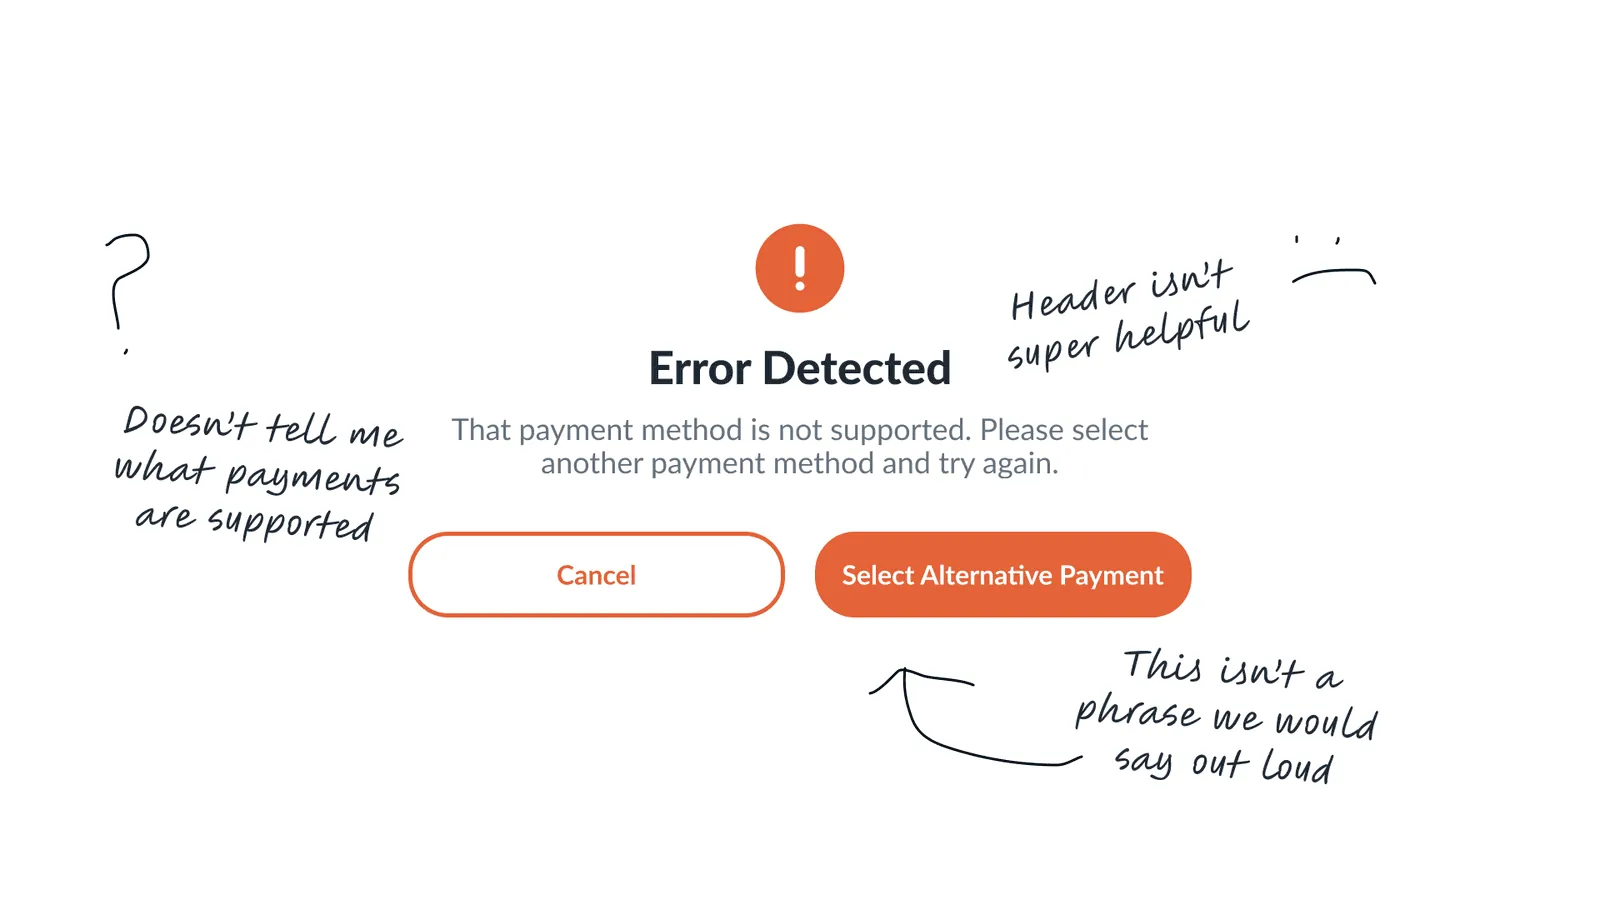 ?
!
Header isn't
super helpful
Error Detected
Doesn't tell me
what payments
are supported
That payment method is not supported. Please select
another payment method and try again.
Cancel
Select Alternative Payment
This isn't a
phrase we would
say out loud